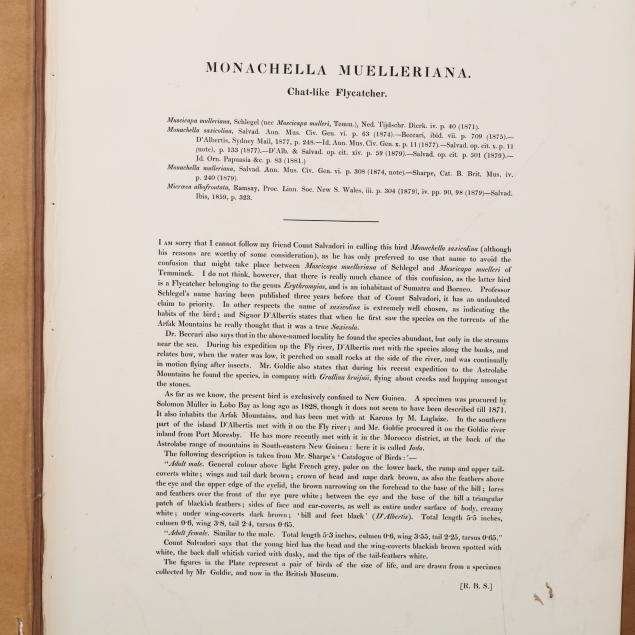 MONACHELLA MUELLERIANA.
Chat-like Flycatcher.
Muscicapa mulleriana, Schlegel (nec Muscicapa mulleri, Temm.), Ned. Tijdschr. Dierk. iv. p. 40 (1871).
Monachella saxicolina, Salvad. Ann. Mus. Civ. Gen. vi. p. 63 (1874).—Beccari, ibid. vii. p. 709 (1875).—
D'Albertis, Sydney Mail, 1877, p. 248.—Id. Ann. Mus. Civ. Gen. x. p. 11 (1877).—Salvad. op. cit. x. p. 11
(note), p. 133 (1877).—D'Alb. & Salvad. op. cit. xiv. p. 59 (1879).—Salvad. op. cit. p. 501 (1879).—
Id. Orn. Papuasia &c. p. 83 (1881.)
Monachella mulleriana, Salvad. Ann. Mus. Civ. Gen. vi. p. 308 (1874, note).—Sharpe, Cat. B. Brit. Mus. iv.
p. 240 (1879).
Micrœca albofrontata, Ramsay, Proc. Linn. Soc. New S. Wales, iii. p. 304 (1879), iv. pp. 90, 98 (1879)—Salvad.
Ibis, 1859, p. 323.
I AM sorry that I cannot follow my friend Count Salvadori in calling this bird Monachella saxicolina (although
his reasons are worthy of some consideration), as he has only preferred to use that name to avoid the
confusion that might take place between Muscicapa muelleriana of Schlegel and Muscicapa muelleri of
Temminck. I do not think, however, that there is really much chance of this confusion, as the latter bird
is a Flycatcher belonging to the genus Erythromyias, and is an inhabitant of Sumatra and Borneo. Professor
Schlegel's name having been published three years before that of Count Salvadori, it has an undoubted
claim to priority. In other respects the name of saxicolina is extremely well chosen, as indicating the
habits of the bird; and Signor D'Albertis states that when he first saw the species on the torrents of the
Arfak Mountains he really thought that it was a true Saxicola.
Dr. Beccari also says that in the above-named locality he found the species abundant, but only in the streams
near the sea. During his expedition up the Fly river, D'Albertis met with the species along the banks, and
relates how, when the water was low, it perched on small rocks at the side of the river, and was continually
in motion flying after insects. Mr. Goldie also states that during his recent expedition to the Astrolabe
Mountains he found the species, in company with Grallina bruijnii, flying about creeks and hopping amongst
the stones.
As far as we know, the present bird is exclusively confined to New Guinea. A specimen was procured by
Solomon Müller in Lobo Bay as long ago as 1828, though it does not seem to have been described till 1871.
It also inhabits the Arfak Mountains, and has been met with at Karons by M. Laglaize. In the southern
part of the island D'Albertis met with it on the Fly river; and Mr. Goldie procured it on the Goldie river
inland from Port Moresby. He has more recently met with it in the Morocco district, at the back of the
Astrolabe range of mountains in South-eastern New Guinea: here it is called Iafa.
The following description is taken from Mr. Sharpe's 'Catalogue of Birds:'—
"Adult male. General colour above light French grey, paler on the lower back, the rump and upper tail-
coverts white; wings and tail dark brown; crown of head and nape dark brown, as also the feathers above
the eye and the upper edge of the eyelid, the brown narrowing on the forehead to the base of the bill; lores
and feathers over the front of the eye pure white; between the eye and the base of the bill a triangular
patch of blackish feathers; sides of face and ear-coverts, as well as entire under surface of body, creamy
white; under wing-coverts dark brown; 'bill and feet black' (D'Albertis). Total length 5·5 inches,
culmen 0·6, wing 3·8, tail 2·4, tarsus 0·65.
"Adult female. Similar to the male. Total length 5·3 inches, culmen 0·6, wing 3·55, tail 2·25, tarsus 0·65."
Count Salvadori says that the young bird has the head and the wing-coverts blackish brown spotted with
white, the back dull whitish varied with dusky, and the tips of the tail-feathers white.
The figures in the Plate represent a pair of birds of the size of life, and are drawn from a specimen
collected by Mr Goldie, and now in the British Museum.
[R. B. S.]